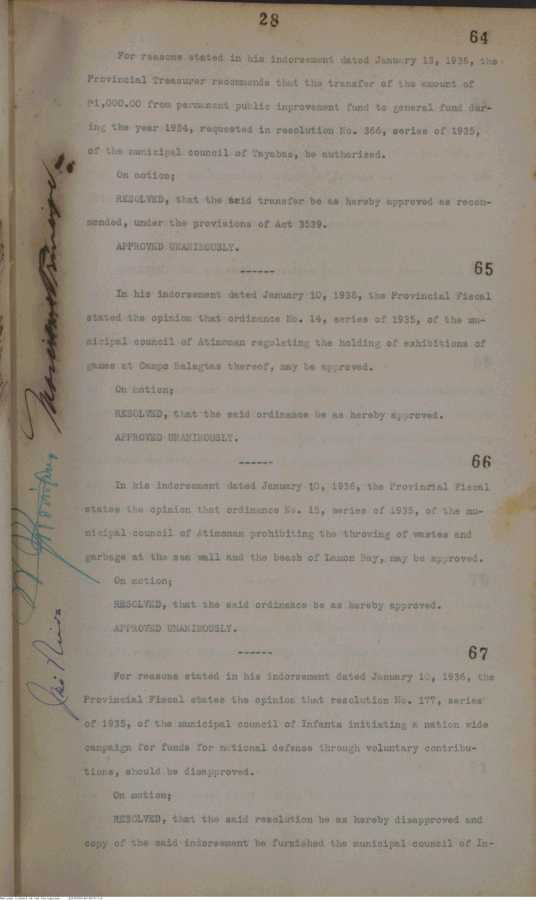 28
64
For reasons stated in his indorsement dated January 13, 1936, the
Provincial Treasurer recommends that the transfer of the amount of
₱1,000.00 from permanent public inprovement fund to general fund dur-
ing the year 1934, requested in resolution No. 366, series of 1935,
of the municipal council of Tayabas, be authorized.
On motion;
RESOLVED, that the said transfer be as hereby approved as recom-
mended, under the provisions of Act 3539.
APPROVED UNANIMOUSLY.
------
65
In his indorsement dated January 10, 1936, the Provincial Fiscal
stated the opinion that ordinance No. 14, series of 1935, of the mu-
nicipal council of Atimonan regulating the holding of exhibitions of
games at Campo Balagtas thereof, may be approved.
On motion;
RESOLVED, that the said ordinance be as hereby approved.
APPROVED UNANIMOUSLY.
------
66
In his indorsement dated January 10, 1936, the Provincial Fiscal
states the opinion that ordinance No. 15, series of 1935, of the mu-
nicipal council of Atimonan prohibiting the throwing of wastes and
garbage at the sea wall and the beach of Lamon Bay, may be approved.
On motion;
RESOLVED, that the said ordinance be as hereby approved.
APPROVED UNANIMOUSLY.
------
67
For reasons stated in his indorsement dated January 10, 1936, the
Provincial Fiscal states the opinion that resolution No. 177, series
of 1935, of the municipal council of Infanta initiating a nation wide
campaign for funds for national defense through voluntary contribu-
tions, should be disapproved.
On motion;
RESOLVED, that the said resolution be as hereby disapproved and
copy of the said indorsement be furnished the municipal council of In-